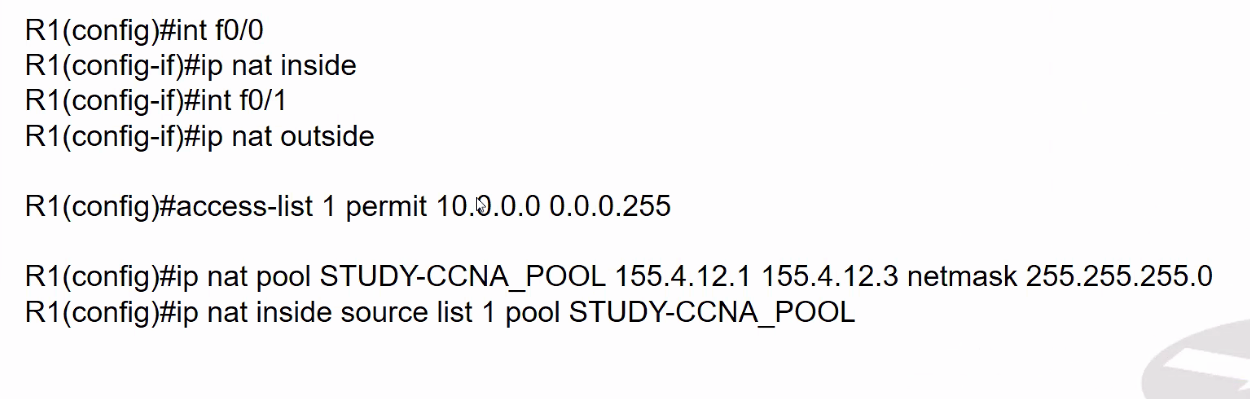 R1(config)#int f0/0
R1(config-if)#ip nat inside
R1(config-if)#int f0/1
R1(config-if)#ip nat outside
R1(config)#access-list 1 permit 10.0.0.0 0.0.0.255
R1(config)#ip nat pool STUDY-CCNA_POOL 155.4.12.1 155.4.12.3 netmask 255.255.255.0
R1(config)#ip nat inside source list 1 pool STUDY-CCNA_POOL